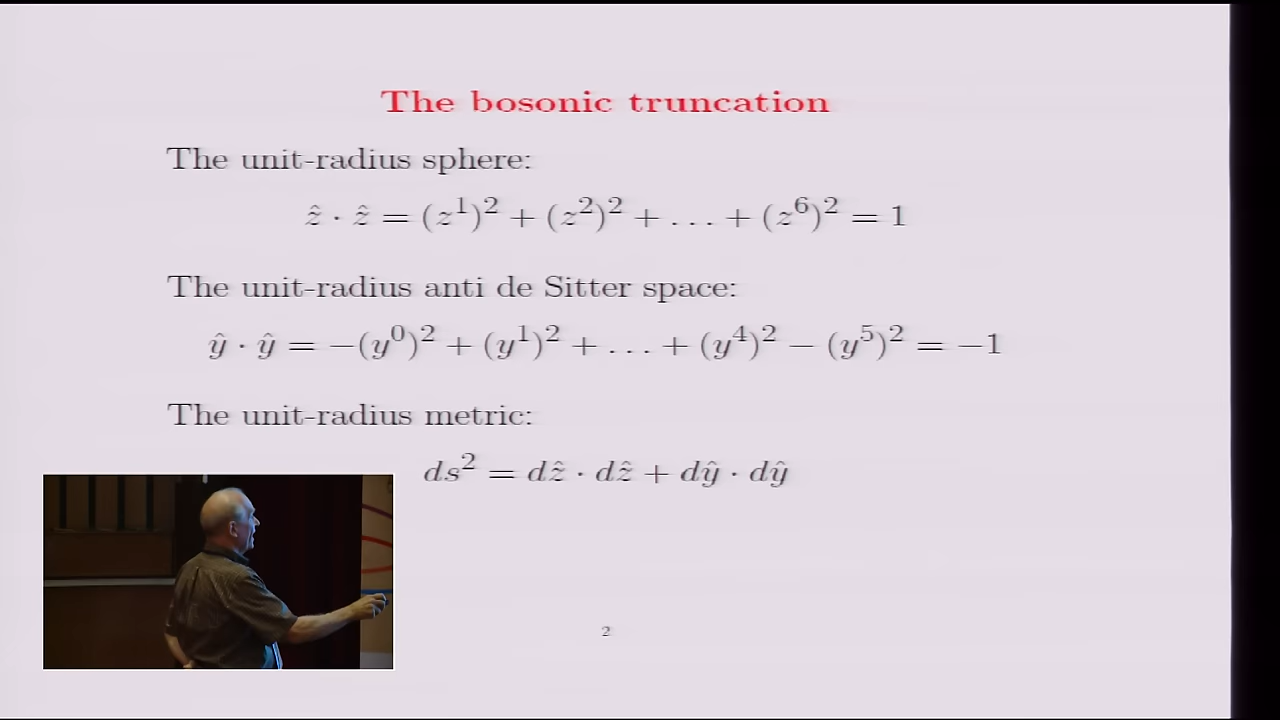 The bosonic truncation
The unit-radius sphere:
ẑ · ẑ = (z¹)² + (z²)² + . . . + (z⁶)² = 1
The unit-radius anti de Sitter space:
ŷ · ŷ = −(y⁰)² + (y¹)² + . . . + (y⁴)² − (y⁵)² = −1
The unit-radius metric:
ds² = dẑ · dẑ + dŷ · dŷ
2